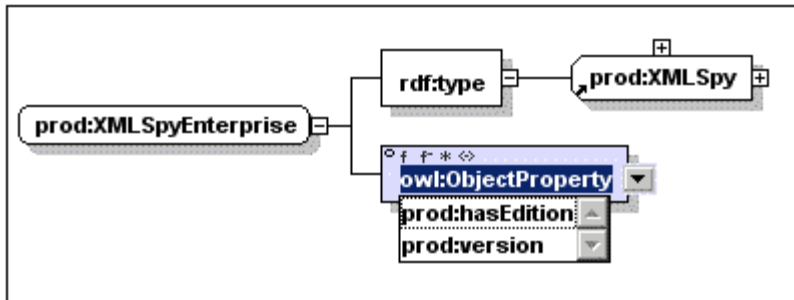 rdf:type
prod:XMLSpy
prod:XMLSpyEnterprise
f f⁻ * <>
owl:ObjectProperty
prod:hasEdition
prod:version